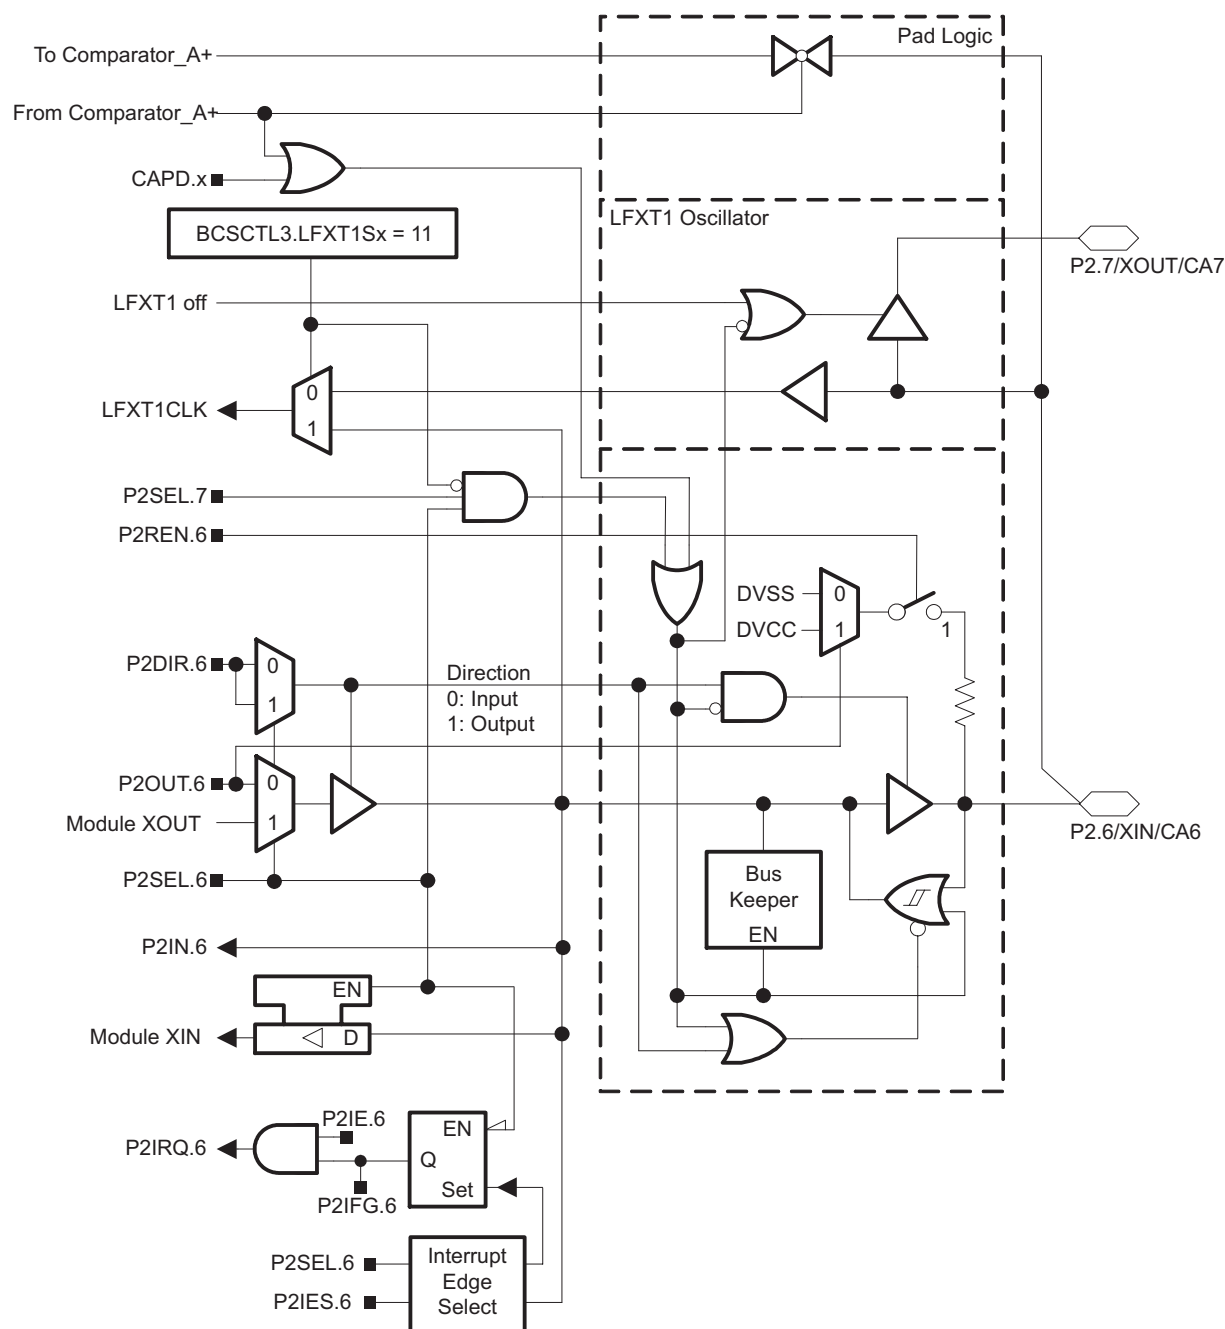 Pad Logic
To Comparator_A+
From Comparator_A+
CAPD.x
BCSCTL3.LFXT1Sx = 11
LFXT1 Oscillator
P2.7/XOUT/CA7
LFXT1 off
0
LFXT1CLK
1
P2SEL.7
P2REN.6
DVSS
0
DVCC
1
1
P2DIR.6
0
1
Direction
0: Input
1: Output
P2OUT.6
0
Module XOUT
1
P2.6/XIN/CA6
P2SEL.6
Bus
Keeper
EN
P2IN.6
EN
Module XIN
D
P2IE.6
P2IRQ.6
EN
Q
Set
P2IFG.6
P2SEL.6
P2IES.6
Interrupt
Edge
Select